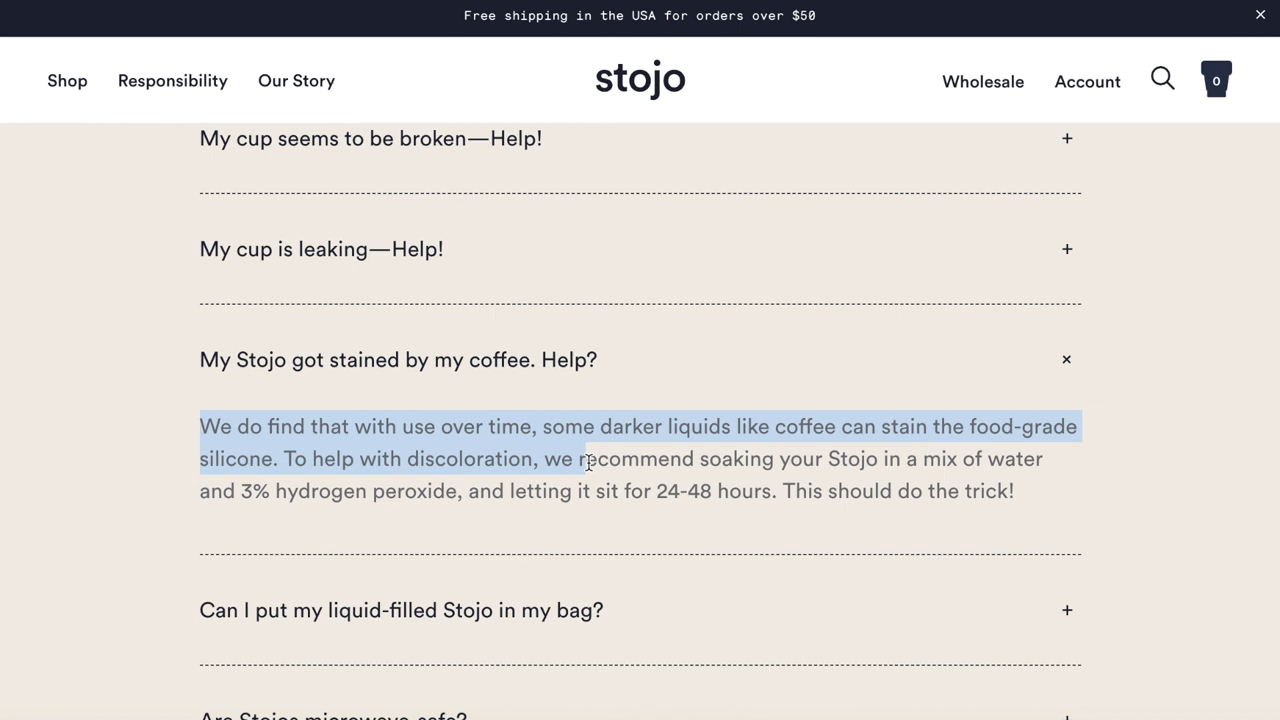 Free shipping in the USA for orders over $50 ×
Shop Responsibility Our Story stojo Wholesale Account 0
My cup seems to be broken—Help! +
My cup is leaking—Help! +
My Stojo got stained by my coffee. Help? ×
We do find that with use over time, some darker liquids like coffee can stain the food-grade
silicone. To help with discoloration, we recommend soaking your Stojo in a mix of water
and 3% hydrogen peroxide, and letting it sit for 24-48 hours. This should do the trick!
Can I put my liquid-filled Stojo in my bag? +
Are Stojos microwave-safe? +